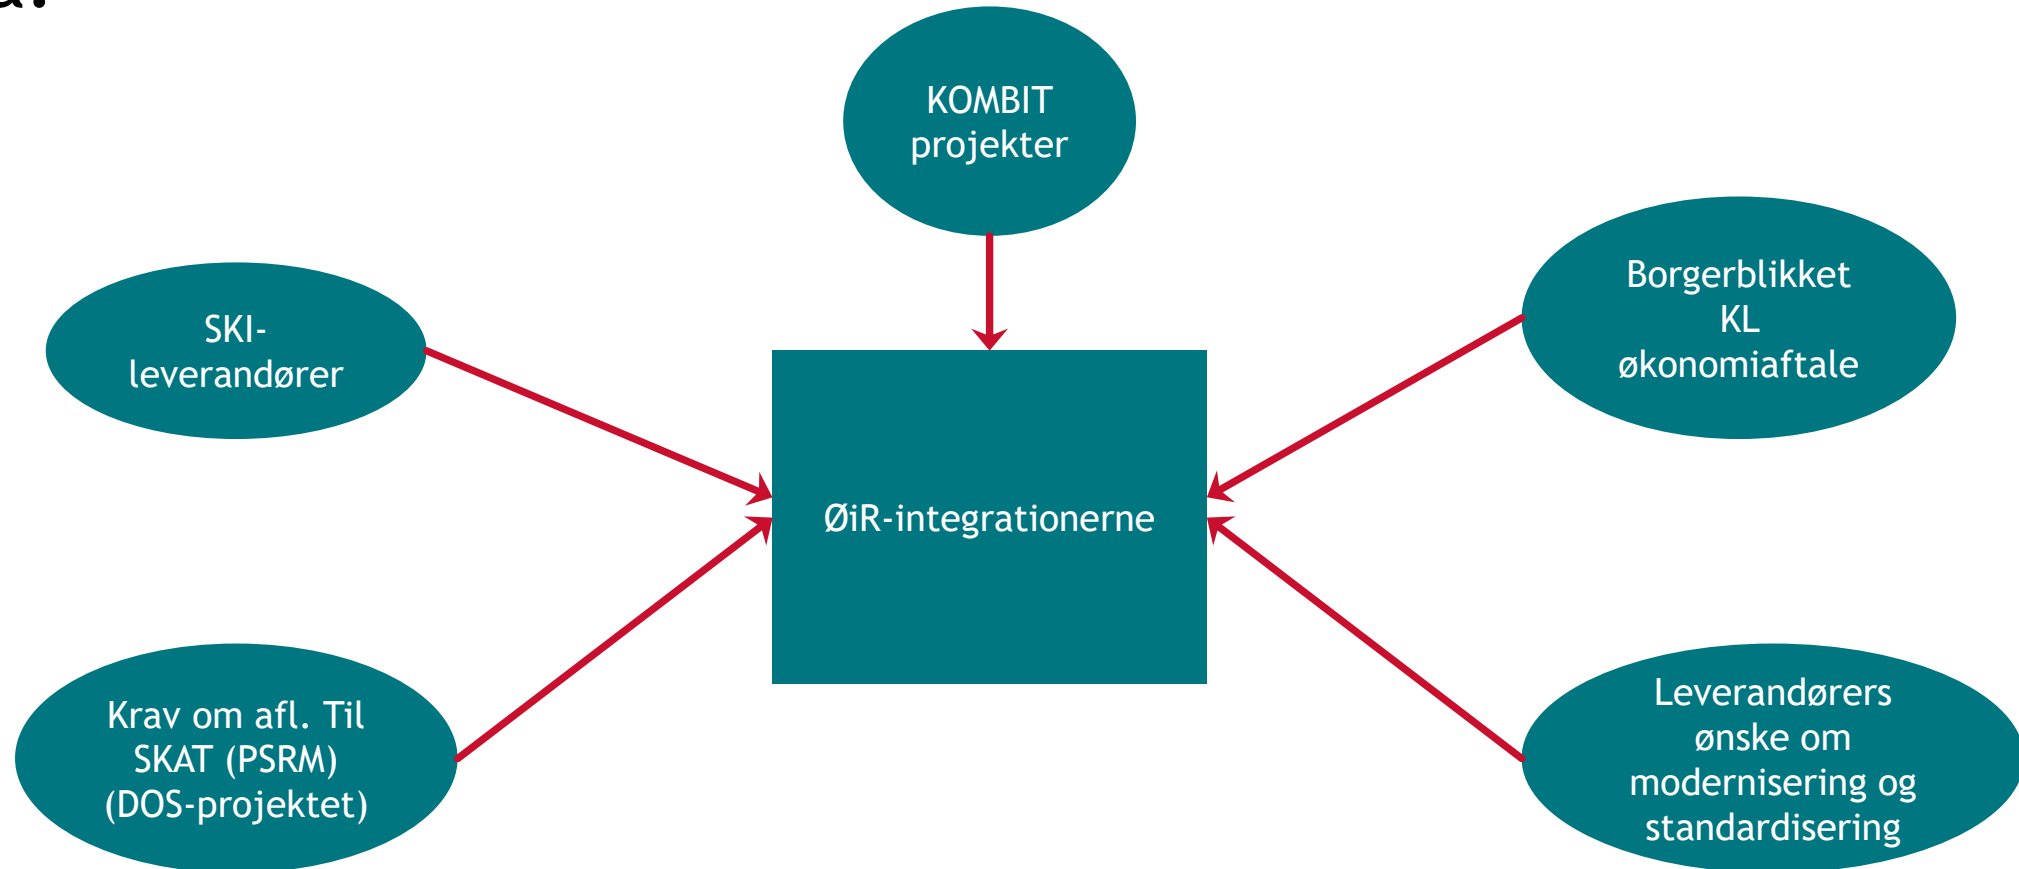 KOMBIT
projekter
SKI-
leverandører
Borgerblikket
KL
økonomiaftale
ØiR-integrationerne
Krav om afl. Til
SKAT (PSRM)
(DOS-projektet)
Leverandørers
ønske om
modernisering og
standardisering